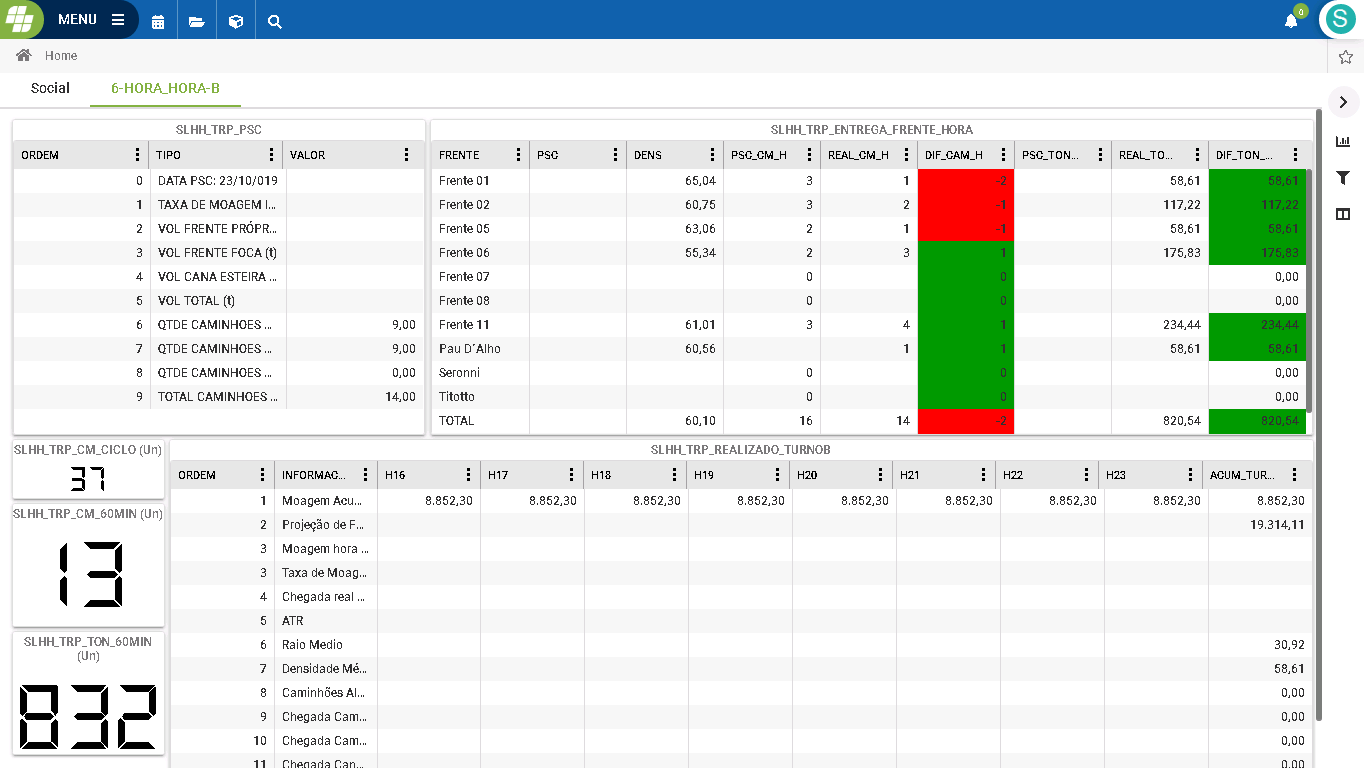 MENU
0
S
Home
Social 6-HORA_HORA-B
SLHH_TRP_PSC
ORDEM TIPO VALOR
0 DATA PSC: 23/10/019
1 TAXA DE MOAGEM I...
2 VOL FRENTE PRÓPR...
3 VOL FRENTE FOCA (t)
4 VOL CANA ESTEIRA ...
5 VOL TOTAL (t)
6 QTDE CAMINHOES ... 9,00
7 QTDE CAMINHOES ... 9,00
8 QTDE CAMINHOES ... 0,00
9 TOTAL CAMINHOES ... 14,00
SLHH_TRP_ENTREGA_FRENTE_HORA
FRENTE PSC DENS PSC_CM_H REAL_CM_H DIF_CAM_H PSC_TON... REAL_TO... DIF_TON_...
Frente 01 65,04 3 1 -2 58,61 58,61
Frente 02 60,75 3 2 -1 117,22 117,22
Frente 05 63,06 2 1 -1 58,61 58,61
Frente 06 55,34 2 3 1 175,83 175,83
Frente 07 0 0 0,00
Frente 08 0 0 0,00
Frente 11 61,01 3 4 1 234,44 234,44
Pau D´Alho 60,56 1 1 58,61 58,61
Seronni 0 0 0,00
Titotto 0 0 0,00
TOTAL 60,10 16 14 -2 820,54 820,54
SLHH_TRP_CM_CICLO (Un)
37
SLHH_TRP_CM_60MIN (Un)
13
SLHH_TRP_TON_60MIN
(Un)
832
SLHH_TRP_REALIZADO_TURNOB
ORDEM INFORMAC... H16 H17 H18 H19 H20 H21 H22 H23 ACUM_TUR...
1 Moagem Acu... 8.852,30 8.852,30 8.852,30 8.852,30 8.852,30 8.852,30 8.852,30 8.852,30 8.852,30
2 Projeção de F... 19.314,11
3 Moagem hora ...
3 Taxa de Moag...
4 Chegada real ...
5 ATR
6 Raio Medio 30,92
7 Densidade Mé... 58,61
8 Caminhões Al... 0,00
9 Chegada Cam... 0,00
10 Chegada Cam... 0,00
11 Chegada Can... 0,00